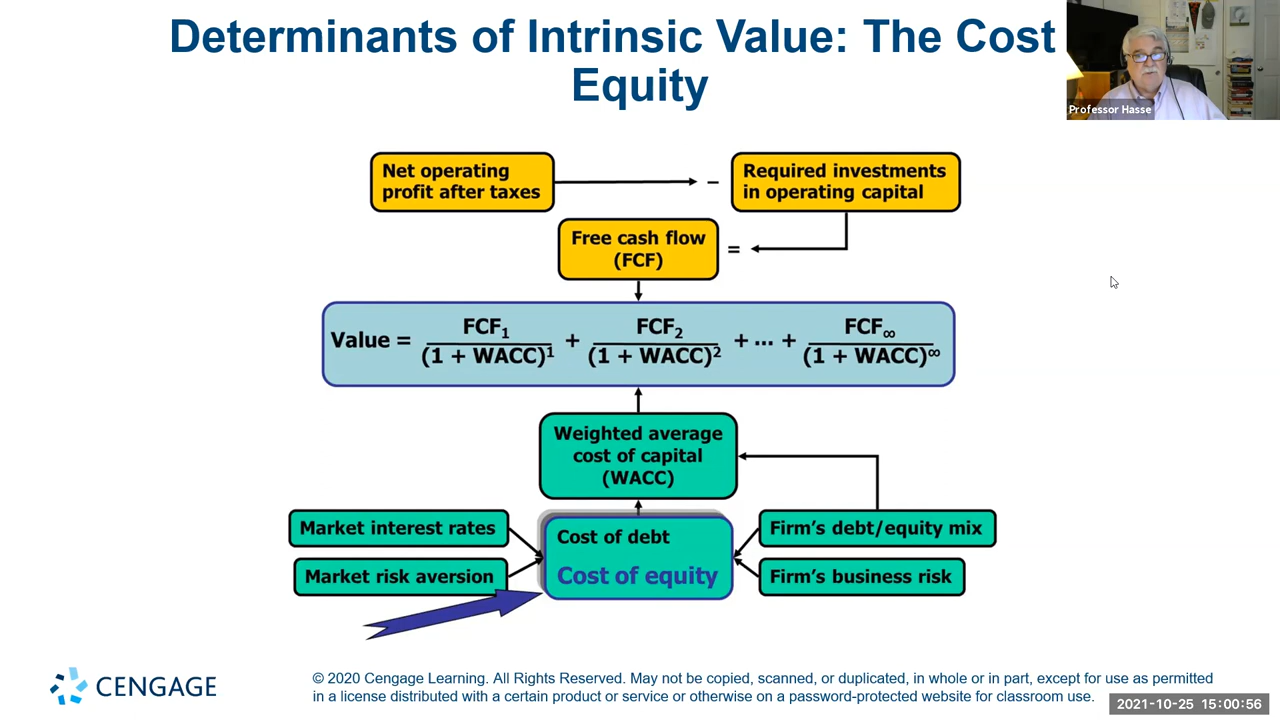 Determinants of Intrinsic Value: The Cost
Equity
Professor Hasse
Net operating
profit after taxes
–
Required investments
in operating capital
Free cash flow
(FCF)
=
Value = FCF₁ / (1 + WACC)¹ + FCF₂ / (1 + WACC)² + ... + FCF∞ / (1 + WACC)∞
Weighted average
cost of capital
(WACC)
Market interest rates
Market risk aversion
Cost of debt
Cost of equity
Firm's debt/equity mix
Firm's business risk
CENGAGE
© 2020 Cengage Learning. All Rights Reserved. May not be copied, scanned, or duplicated, in whole or in part, except for use as permitted
in a license distributed with a certain product or service or otherwise on a password-protected website for classroom use.
2021-10-25 15:00:56